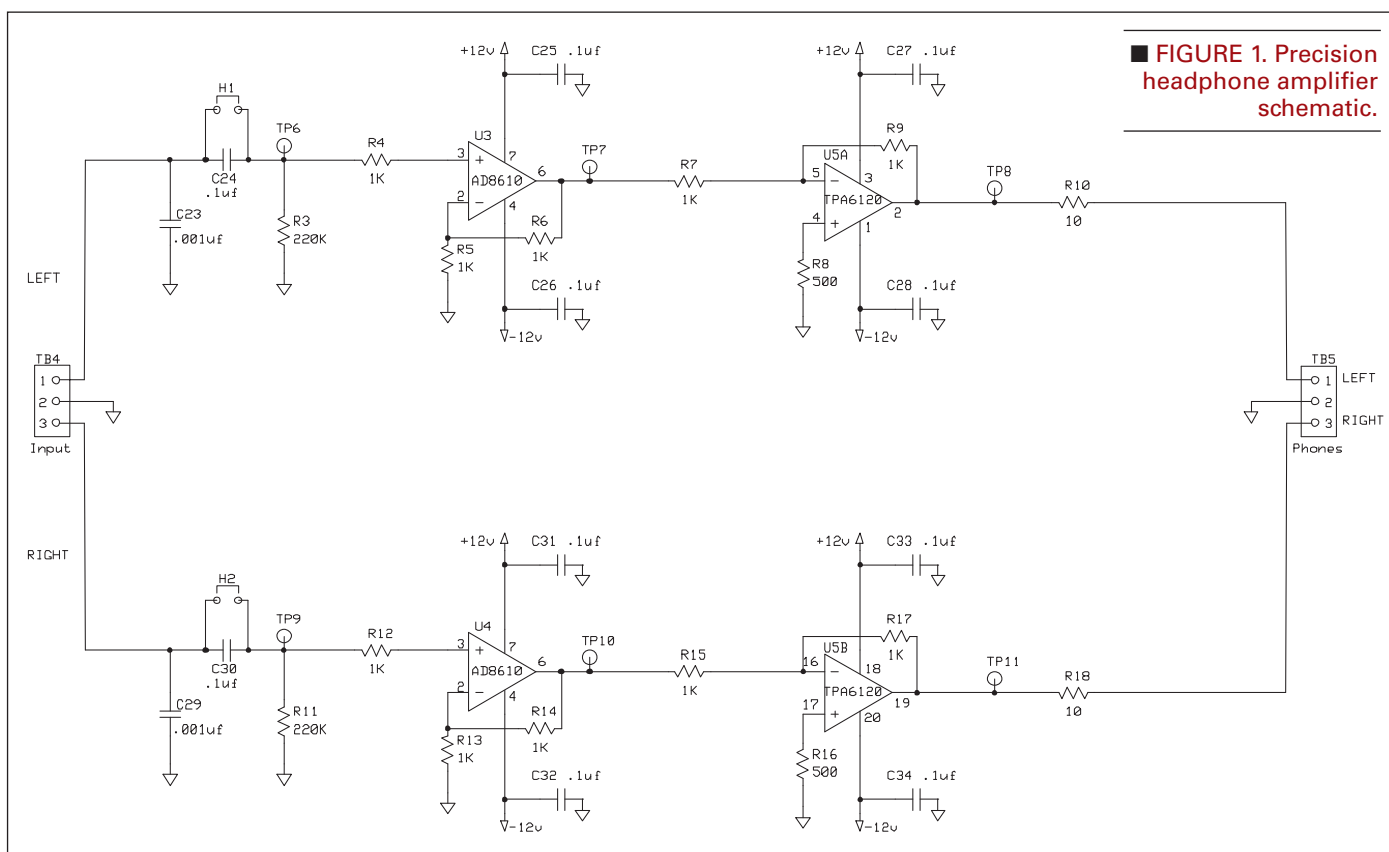 ■ FIGURE 1. Precision
headphone amplifier
schematic.
+12v
C25 .1uf
+12v
C27 .1uf
H1
TP6
R4
1K
U3
3
+
7
AD8610
6
2
-
4
TP7
R7
1K
R9
1K
U5A
5
-
3
TPA6120
2
4
+
1
TP8
R10
10
C24
.1uf
C23
.001uf
R3
220K
R5
1K
R6
1K
R8
500
LEFT
C26 .1uf
-12v
C28 .1uf
-12v
TB4
1
2
3
Input
TB5
1
LEFT
2
3
RIGHT
Phones
RIGHT
+12v
C31 .1uf
+12v
C33 .1uf
H2
TP9
R12
1K
U4
3
+
7
AD8610
6
2
-
4
TP10
R15
1K
R17
1K
U5B
16
-
18
TPA6120
19
17
+
20
TP11
R18
10
C30
.1uf
C29
.001uf
R11
220K
R13
1K
R14
1K
R16
500
C32 .1uf
-12v
C34 .1uf
-12v